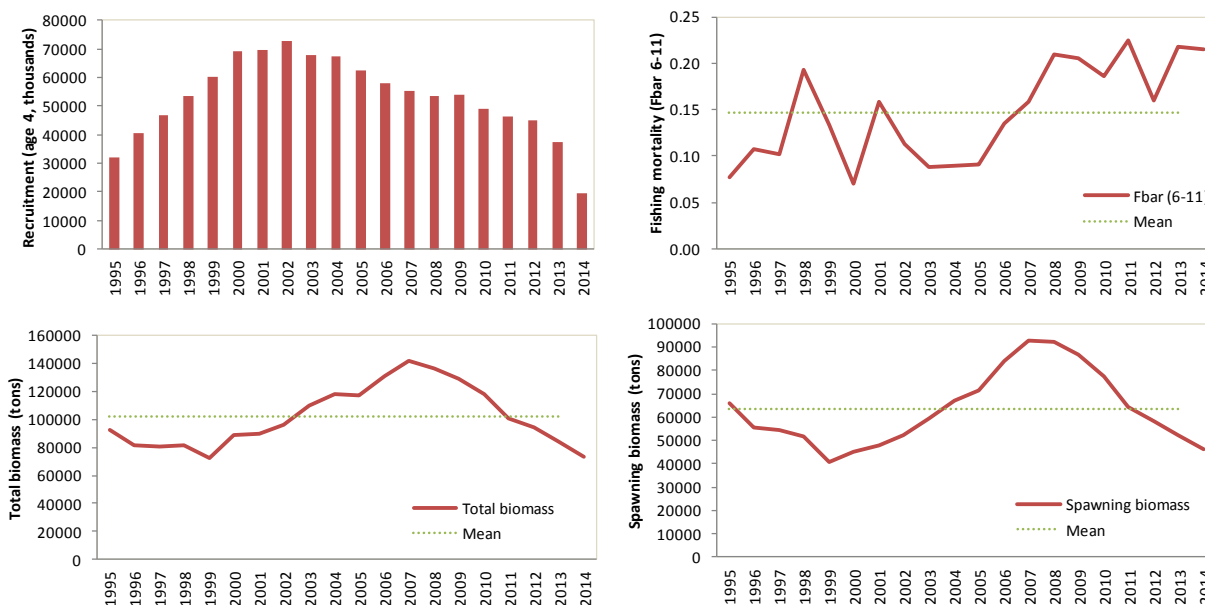 Recruitment (age 4, thousands)
80000
70000
60000
50000
40000
30000
20000
10000
0
1995 1996 1997 1998 1999 2000 2001 2002 2003 2004 2005 2006 2007 2008 2009 2010 2011 2012 2013 2014
Fishing mortality (Fbar 6-11)
0.25
0.20
0.15
0.10
0.05
0.00
Fbar (6-11)
Mean
1995 1996 1997 1998 1999 2000 2001 2002 2003 2004 2005 2006 2007 2008 2009 2010 2011 2012 2013 2014
Total biomass (tons)
160000
140000
120000
100000
80000
60000
40000
20000
0
Total biomass
Mean
1995 1996 1997 1998 1999 2000 2001 2002 2003 2004 2005 2006 2007 2008 2009 2010 2011 2012 2013 2014
Spawning biomass (tons)
100000
90000
80000
70000
60000
50000
40000
30000
20000
10000
0
Spawning biomass
Mean
1995 1996 1997 1998 1999 2000 2001 2002 2003 2004 2005 2006 2007 2008 2009 2010 2011 2012 2013 2014